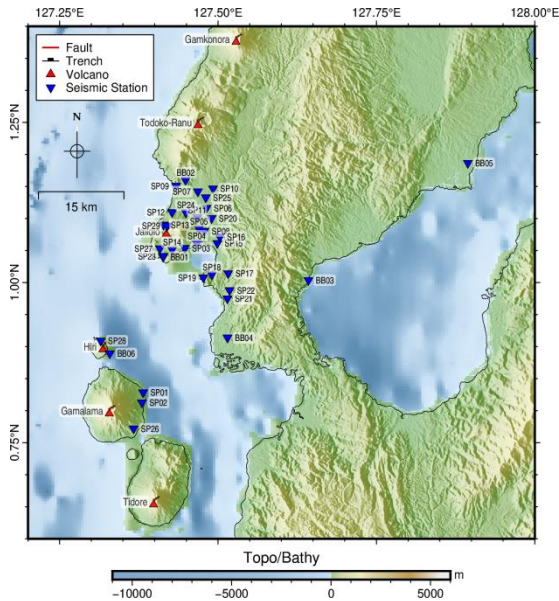 127.25°E 127.50°E 127.75°E 128.00°E
Fault
Trench
Volcano
Seismic Station
N
15 km
Gamkonora
1.25°N
Todoko-Ranu
BB05
BB02
SP09
SP10
SP07
SP25
SP06
SP12
SP11
SP20
SP05
SP29
SP13
SP08
SP16
Jailolo
SP04
SP15
SP14
SP27
SP03
SP23
BB01
1.00°N
SP18
SP17
SP19
BB03
SP22
SP21
BB04
SP28
Hiri
BB06
SP01
SP02
Gamalama
SP26
0.75°N
Tidore
Topo/Bathy
m
−10000 −5000 0 5000